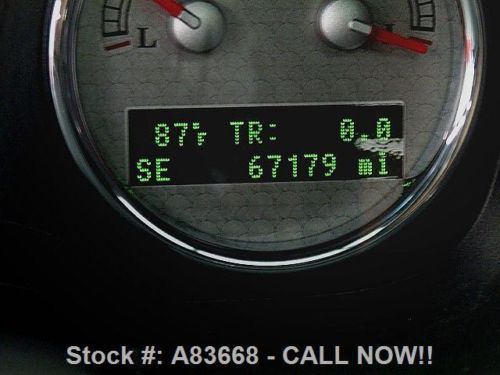 L
87°F TR: 0.0
SE 67179 mi
Stock #: A83668 - CALL NOW!!